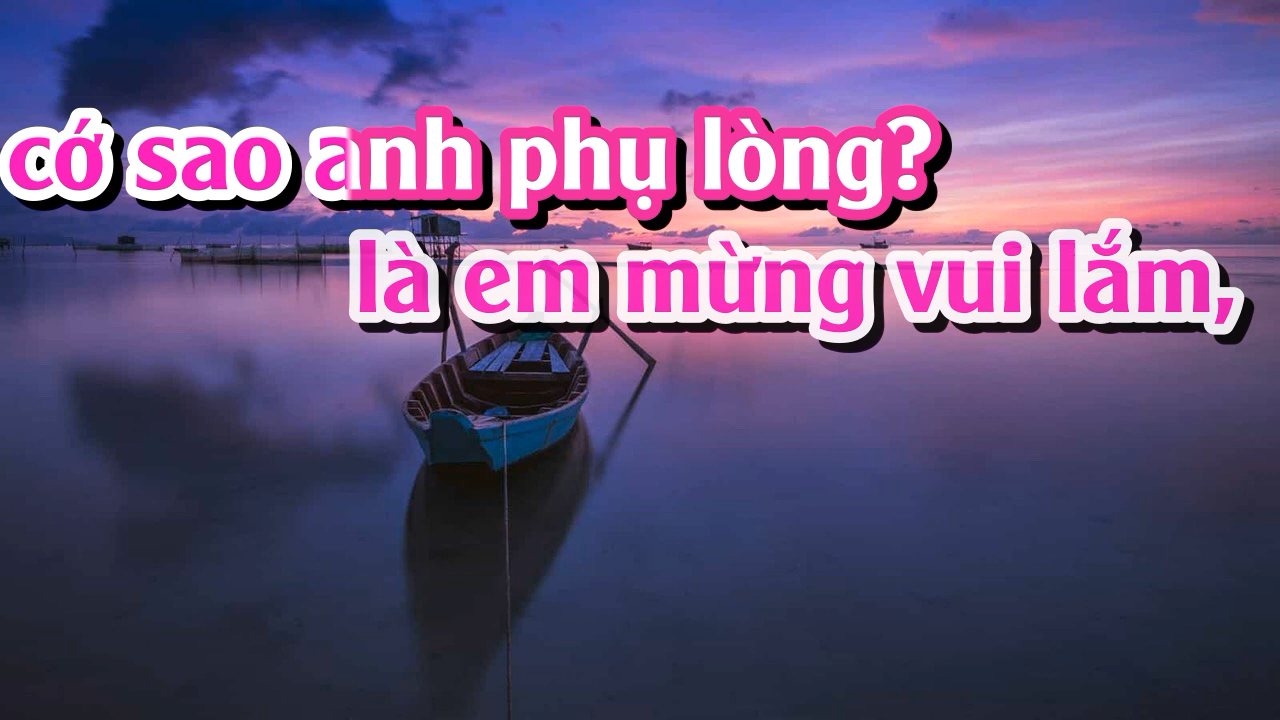 cớ sao anh phụ lòng?
là em mừng vui lắm,